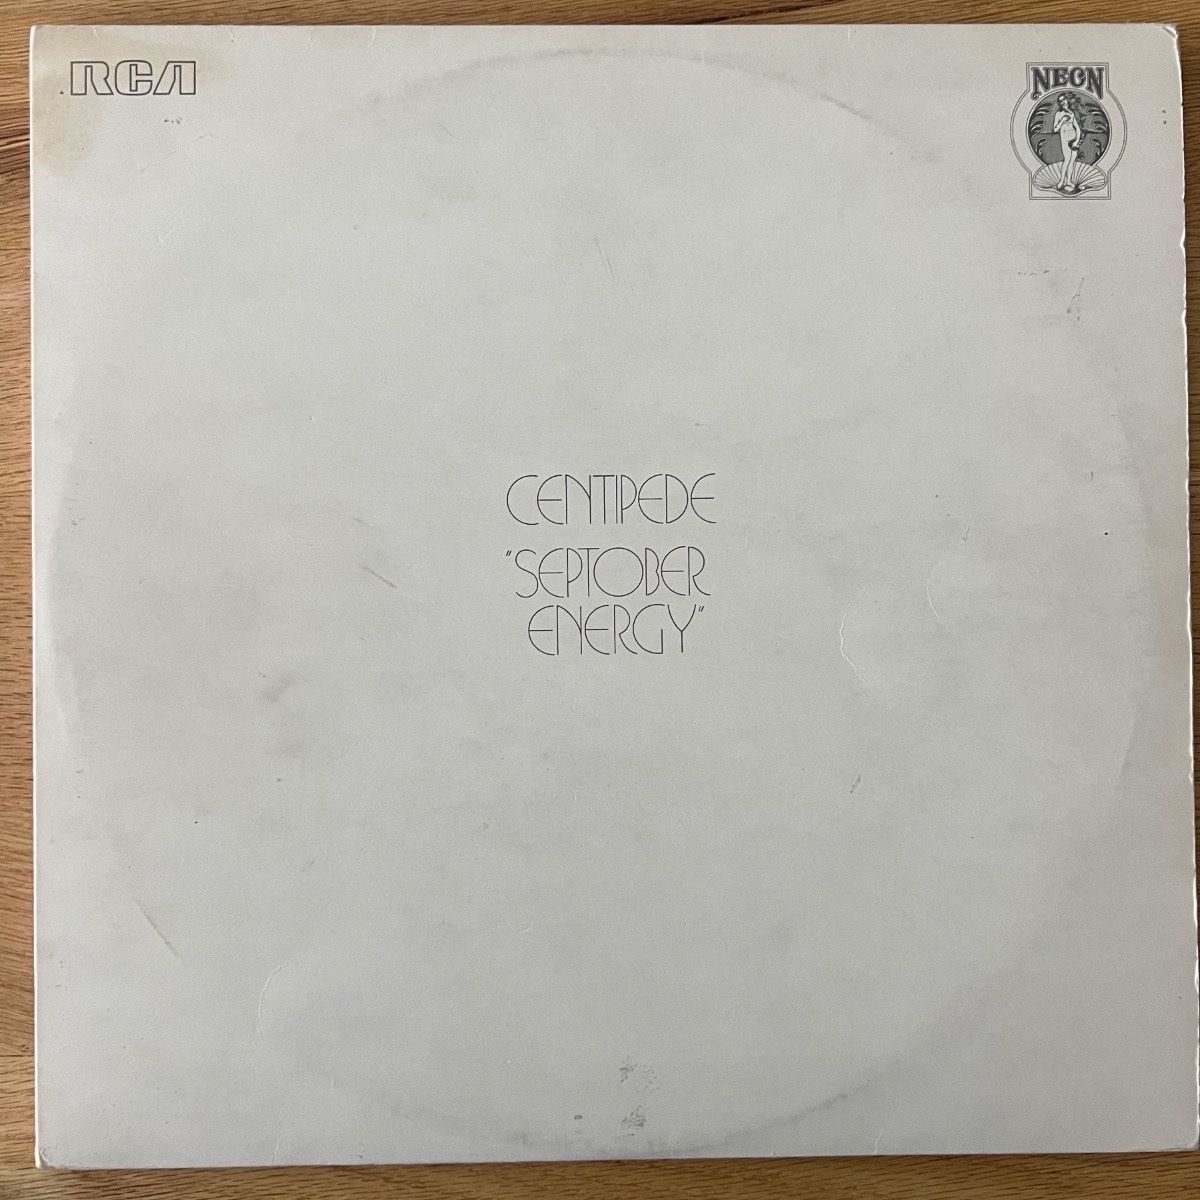 RCA
NEON
CENTIPEDE
"SEPTOBER
ENERGY"